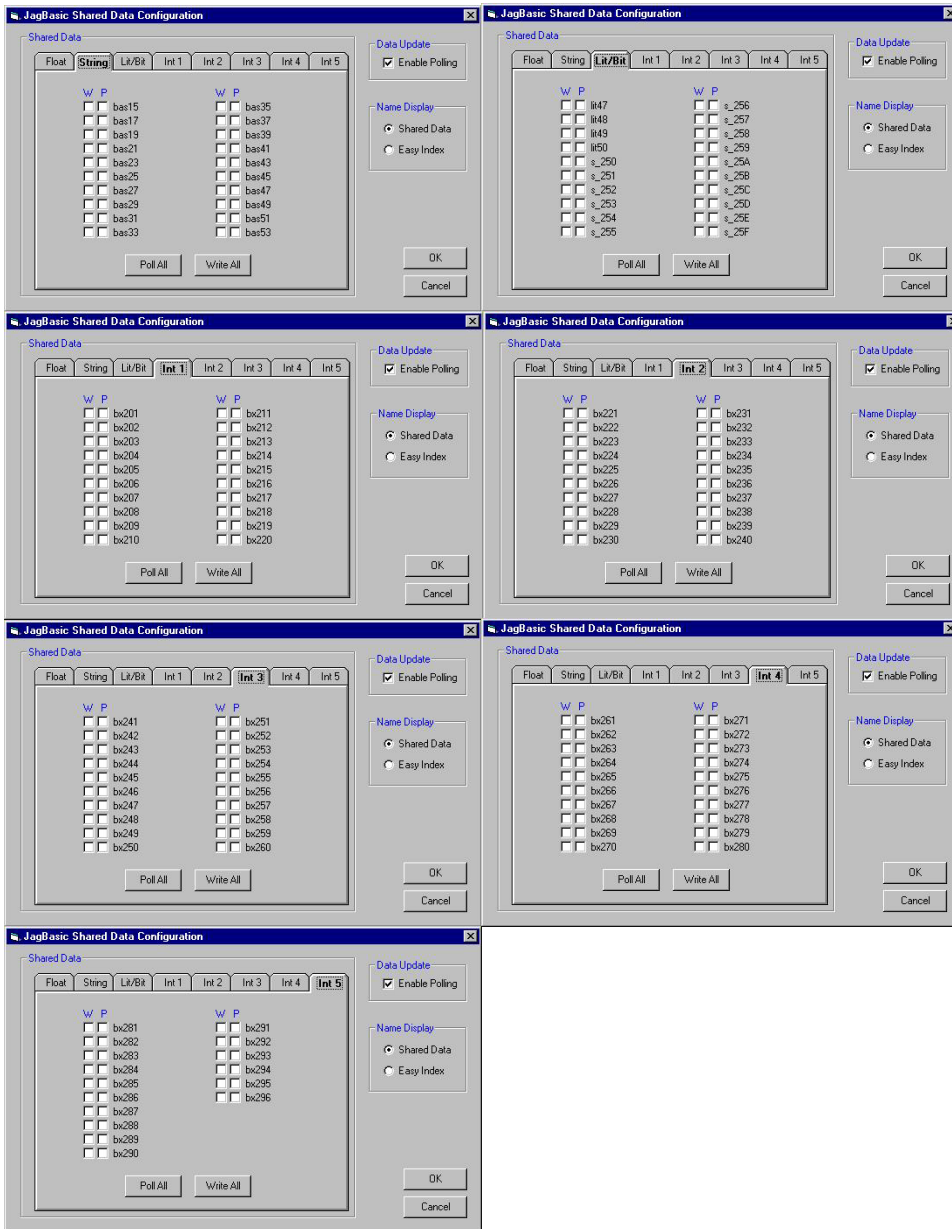 JagBasic Shared Data Configuration
Shared Data
Float String Lit/Bit Int 1 Int 2 Int 3 Int 4 Int 5
W P W P
bas15 bas35
bas17 bas37
bas19 bas39
bas21 bas41
bas23 bas43
bas25 bas45
bas27 bas47
bas29 bas49
bas31 bas51
bas33 bas53
Poll All Write All
Data Update
Enable Polling
Name Display
Shared Data
Easy Index
OK
Cancel
JagBasic Shared Data Configuration
Shared Data
Float String Lit/Bit Int 1 Int 2 Int 3 Int 4 Int 5
W P W P
lit47 s_256
lit48 s_257
lit49 s_258
lit50 s_259
s_250 s_25A
s_251 s_25B
s_252 s_25C
s_253 s_25D
s_254 s_25E
s_255 s_25F
Poll All Write All
Data Update
Enable Polling
Name Display
Shared Data
Easy Index
OK
Cancel
JagBasic Shared Data Configuration
Shared Data
Float String Lit/Bit Int 1 Int 2 Int 3 Int 4 Int 5
W P W P
bx201 bx211
bx202 bx212
bx203 bx213
bx204 bx214
bx205 bx215
bx206 bx216
bx207 bx217
bx208 bx218
bx209 bx219
bx210 bx220
Poll All Write All
Data Update
Enable Polling
Name Display
Shared Data
Easy Index
OK
Cancel
JagBasic Shared Data Configuration
Shared Data
Float String Lit/Bit Int 1 Int 2 Int 3 Int 4 Int 5
W P W P
bx221 bx231
bx222 bx232
bx223 bx233
bx224 bx234
bx225 bx235
bx226 bx236
bx227 bx237
bx228 bx238
bx229 bx239
bx230 bx240
Poll All Write All
Data Update
Enable Polling
Name Display
Shared Data
Easy Index
OK
Cancel
JagBasic Shared Data Configuration
Shared Data
Float String Lit/Bit Int 1 Int 2 Int 3 Int 4 Int 5
W P W P
bx241 bx251
bx242 bx252
bx243 bx253
bx244 bx254
bx245 bx255
bx246 bx256
bx247 bx257
bx248 bx258
bx249 bx259
bx250 bx260
Poll All Write All
Data Update
Enable Polling
Name Display
Shared Data
Easy Index
OK
Cancel
JagBasic Shared Data Configuration
Shared Data
Float String Lit/Bit Int 1 Int 2 Int 3 Int 4 Int 5
W P W P
bx261 bx271
bx262 bx272
bx263 bx273
bx264 bx274
bx265 bx275
bx266 bx276
bx267 bx277
bx268 bx278
bx269 bx279
bx270 bx280
Poll All Write All
Data Update
Enable Polling
Name Display
Shared Data
Easy Index
OK
Cancel
JagBasic Shared Data Configuration
Shared Data
Float String Lit/Bit Int 1 Int 2 Int 3 Int 4 Int 5
W P W P
bx281 bx291
bx282 bx292
bx283 bx293
bx284 bx294
bx285 bx295
bx286 bx296
bx287
bx288
bx289
bx290
Poll All Write All
Data Update
Enable Polling
Name Display
Shared Data
Easy Index
OK
Cancel